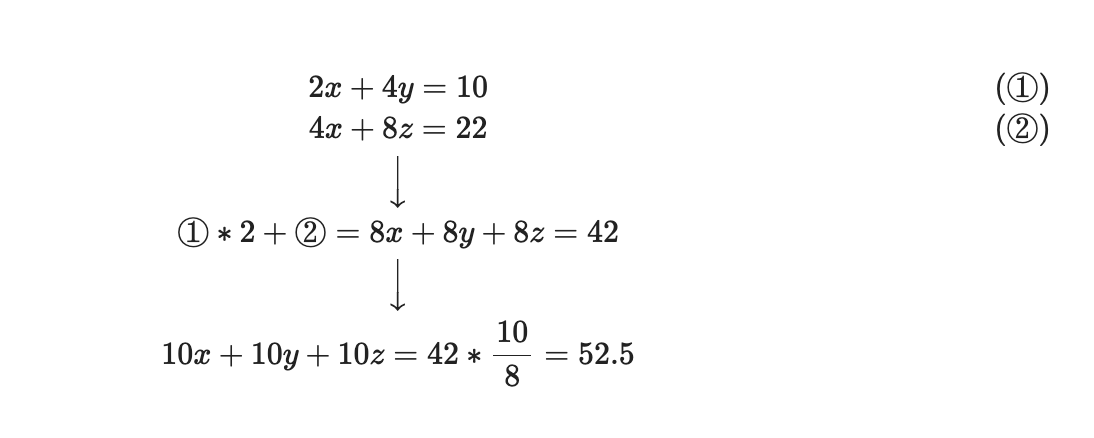 2x + 4y = 10 (①)
4x + 8z = 22 (②)
↓
① * 2 + ② = 8x + 8y + 8z = 42
↓
10x + 10y + 10z = 42 * 10/8 = 52.5